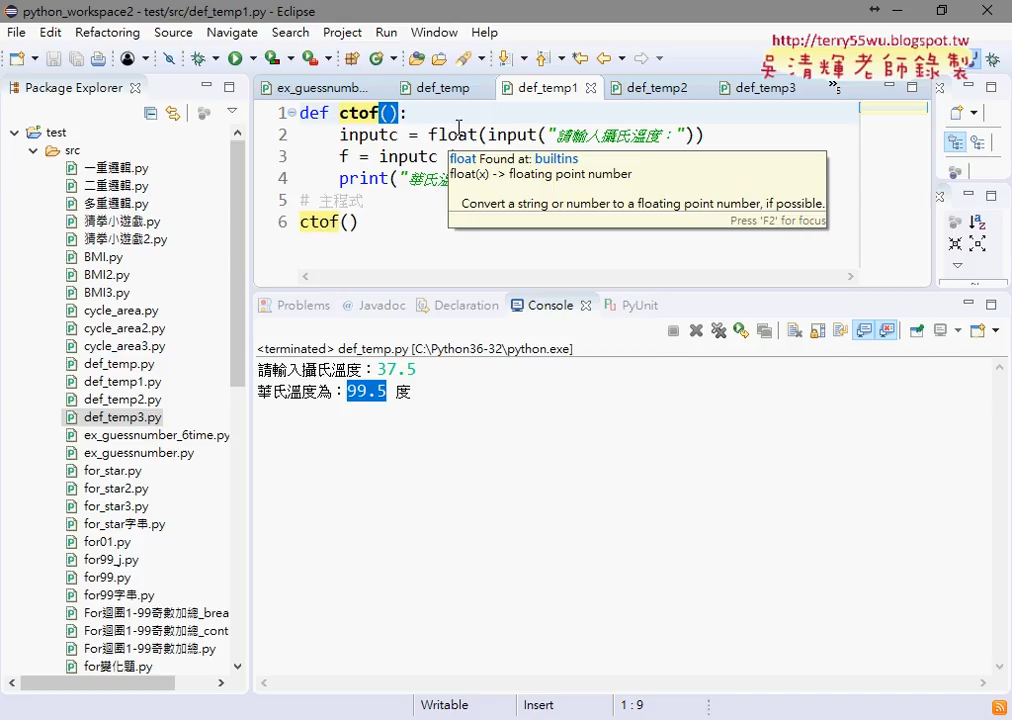 python_workspace2 - test/src/def_temp1.py - Eclipse
File Edit Refactoring Source Navigate Search Project Run Window Help
http://terry55wu.blogspot.tw
吳清輝老師錄製
Package Explorer
ex_guessnumb... def_temp def_temp1 def_temp2 def_temp3
test
src
一重邏輯.py
二重邏輯.py
多重邏輯.py
猜拳小遊戲.py
猜拳小遊戲2.py
BMI.py
BMI2.py
BMI3.py
cycle_area.py
cycle_area2.py
cycle_area3.py
def_temp.py
def_temp1.py
def_temp2.py
def_temp3.py
ex_guessnumber_6time.py
ex_guessnumber.py
for_star.py
for_star2.py
for_star3.py
for_star字串.py
for01.py
for99_j.py
for99.py
for99字串.py
For迴圈1-99奇數加總_brea
For迴圈1-99奇數加總_cont
For迴圈1-99奇數加總.py
for變化題.py
1 def ctof():
2 inputc = float(input("請輸入攝氏溫度："))
3 f = inputc
4 print("華氏溫
5 # 主程式
6 ctof()
float Found at: builtins
float(x) -> floating point number
Convert a string or number to a floating point number, if possible.
Press 'F2' for focus
Problems @ Javadoc Declaration Console PyUnit
<terminated> def_temp.py [C:\Python36-32\python.exe]
請輸入攝氏溫度：37.5
華氏溫度為：99.5 度
Writable Insert 1 : 9